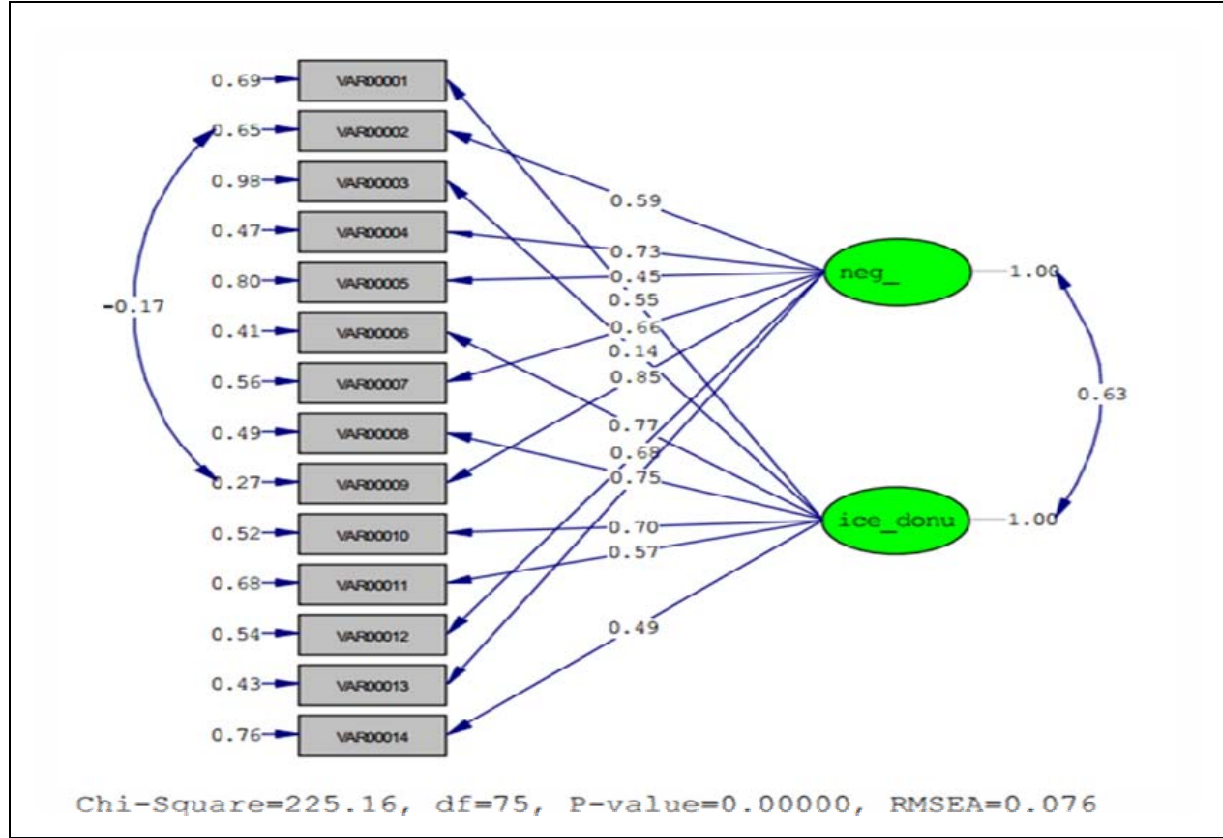 0.69 VAR00001
0.65 VAR00002
0.98 VAR00003
0.59
0.47 VAR00004
0.73
0.80 VAR00005
0.45
neg_ 1.00
-0.17
0.55
0.41 VAR00006
0.66
0.14
0.56 VAR00007
0.85
0.63
0.49 VAR00008
0.77
0.68
0.27 VAR00009
0.75
0.52 VAR00010
0.70
ice_donu 1.00
0.57
0.68 VAR00011
0.54 VAR00012
0.49
0.43 VAR00013
0.76 VAR00014
Chi-Square=225.16, df=75, P-value=0.00000, RMSEA=0.076